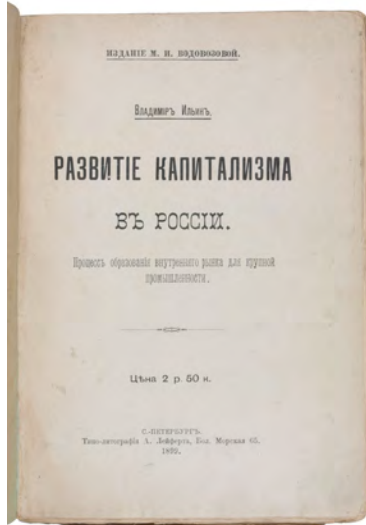 ИЗДАНІЕ М. И. ВОДОВОЗОВОЙ.
Владиміръ Ильинъ.
РАЗВИТІЕ КАПИТАЛИЗМА
ВЪ РОССІИ.
Процессъ образованія внутренняго рынка для крупной
промышленности.
Цѣна 2 р. 50 к.
С.-ПЕТЕРБУРГЪ.
Типо-литографія А. Лейферта, Бол. Морская 65.
1899.